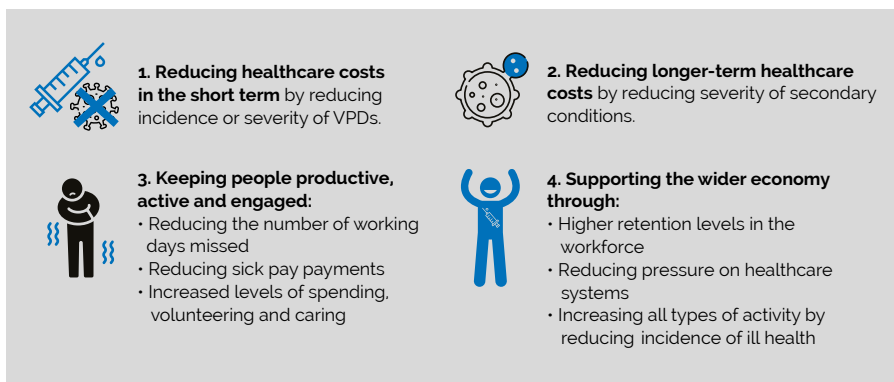 1. Reducing healthcare costs
in the short term by reducing
incidence or severity of VPDs.
2. Reducing longer-term healthcare
costs by reducing severity of secondary
conditions.
3. Keeping people productive,
active and engaged:
• Reducing the number of working
days missed
• Reducing sick pay payments
• Increased levels of spending,
volunteering and caring
4. Supporting the wider economy
through:
• Higher retention levels in the
workforce
• Reducing pressure on healthcare
systems
• Increasing all types of activity by
reducing incidence of ill health